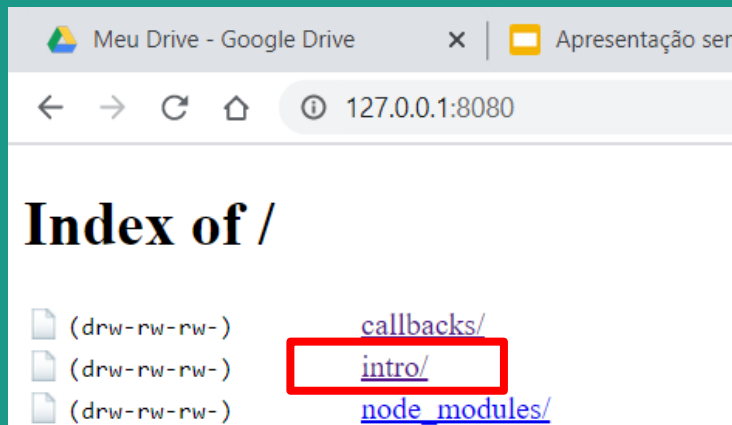 Meu Drive - Google Drive × Apresentação ser
127.0.0.1:8080
Index of /
(drw-rw-rw-) callbacks/
(drw-rw-rw-) intro/
(drw-rw-rw-) node_modules/